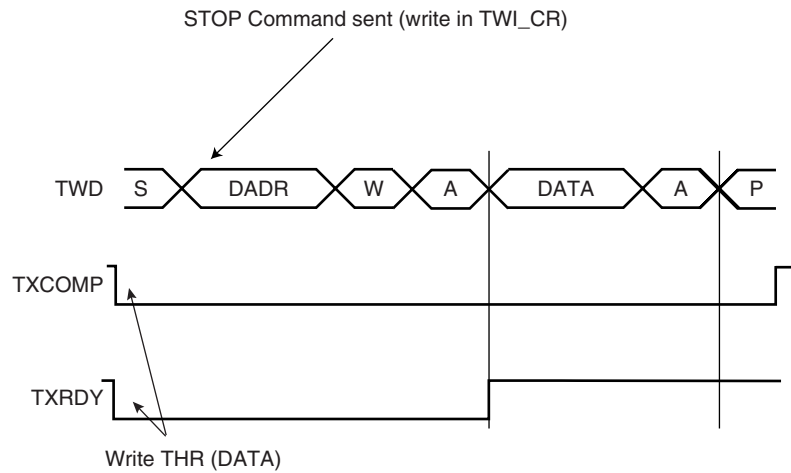 STOP Command sent (write in TWI_CR)
TWD S DADR W A DATA A P
TXCOMP
TXRDY
Write THR (DATA)